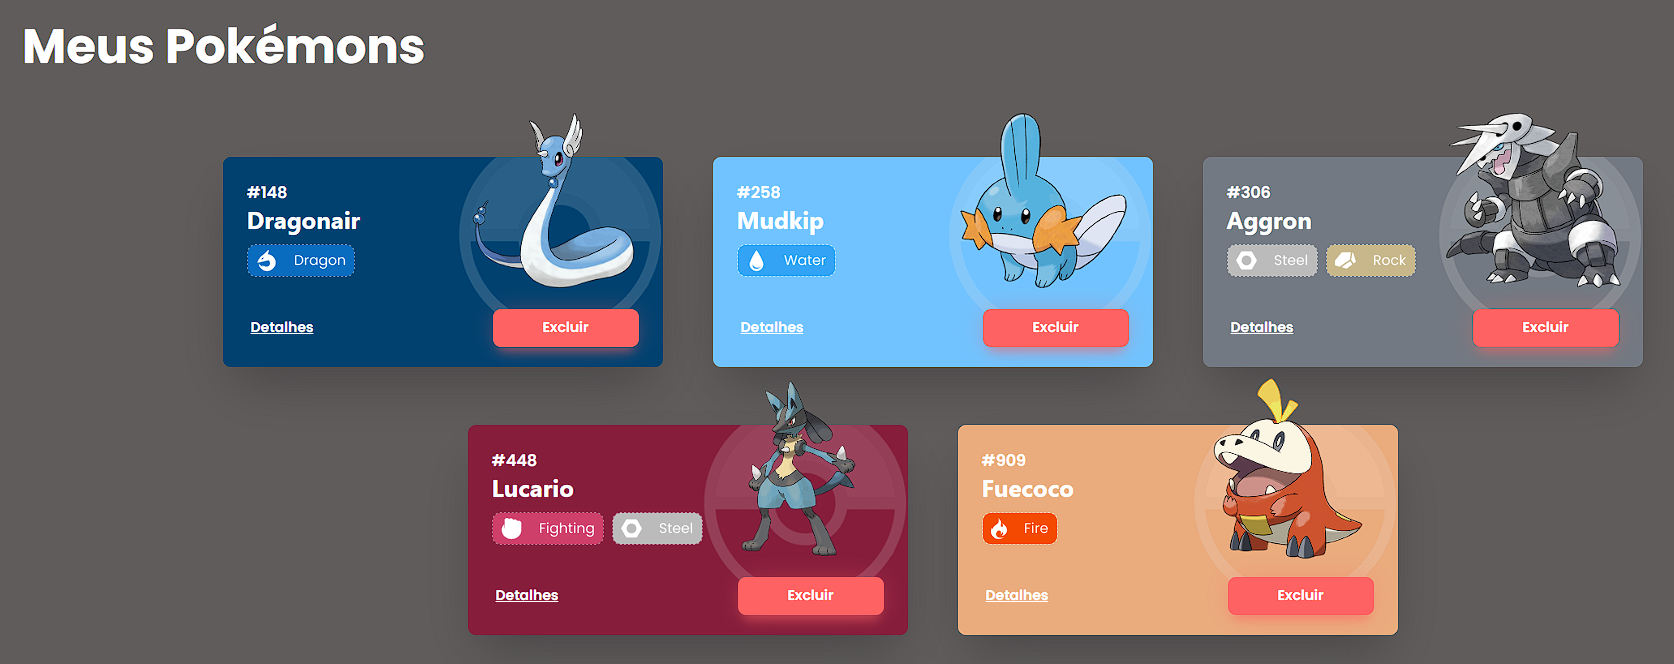 Meus Pokémons
#148
Dragonair
Dragon
Detalhes
Excluir
#258
Mudkip
Water
Detalhes
Excluir
#306
Aggron
Steel
Rock
Detalhes
Excluir
#448
Lucario
Fighting
Steel
Detalhes
Excluir
#909
Fuecoco
Fire
Detalhes
Excluir